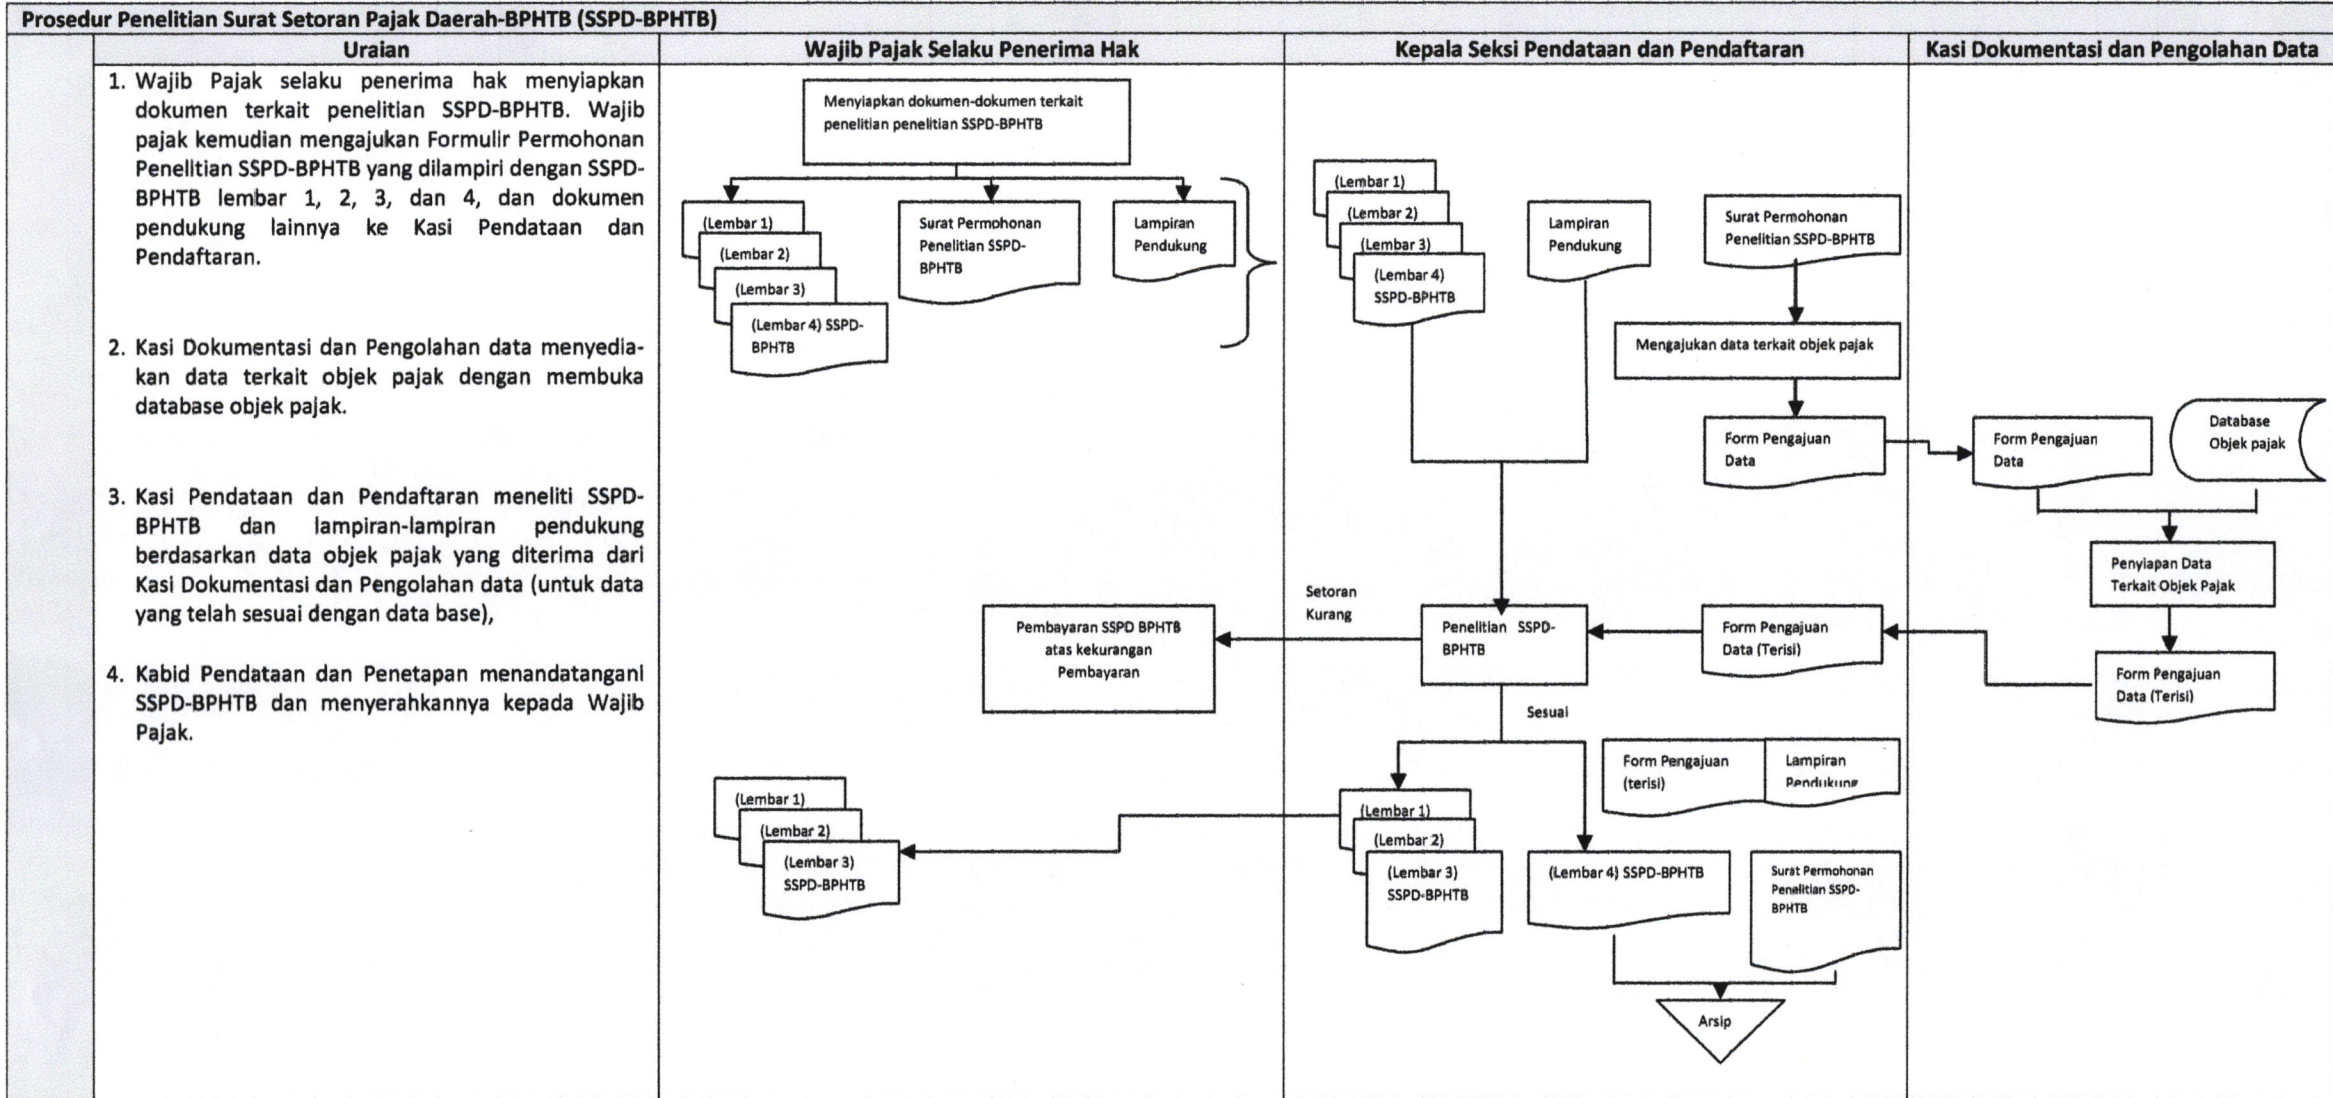 Prosedur Penelitian Surat Setoran Pajak Daerah-BPHTB (SSPD-BPHTB)
Uraian
Wajib Pajak Selaku Penerima Hak
Kepala Seksi Pendataan dan Pendaftaran
Kasi Dokumentasi dan Pengolahan Data
1. Wajib Pajak selaku penerima hak menyiapkan
dokumen terkait penelitian SSPD-BPHTB. Wajib
pajak kemudian mengajukan Formulir Permohonan
Penelitian SSPD-BPHTB yang dilampiri dengan SSPD-
BPHTB lembar 1, 2, 3, dan 4, dan dokumen
pendukung lainnya ke Kasi Pendataan dan
Pendaftaran.
2. Kasi Dokumentasi dan Pengolahan data menyedia-
kan data terkait objek pajak dengan membuka
database objek pajak.
3. Kasi Pendataan dan Pendaftaran meneliti SSPD-
BPHTB dan lampiran-lampiran pendukung
berdasarkan data objek pajak yang diterima dari
Kasi Dokumentasi dan Pengolahan data (untuk data
yang telah sesuai dengan data base),
4. Kabid Pendataan dan Penetapan menandatangani
SSPD-BPHTB dan menyerahkannya kepada Wajib
Pajak.
Menyiapkan dokumen-dokumen terkait
penelitian penelitian SSPD-BPHTB
(Lembar 1)
(Lembar 2)
(Lembar 3)
(Lembar 4) SSPD-
BPHTB
Surat Permohonan
Penelitian SSPD-
BPHTB
Lampiran
Pendukung
Pembayaran SSPD BPHTB
atas kekurangan
Pembayaran
(Lembar 1)
(Lembar 2)
(Lembar 3)
SSPD-BPHTB
(Lembar 1)
(Lembar 2)
(Lembar 3)
(Lembar 4)
SSPD-BPHTB
Lampiran
Pendukung
Surat Permohonan
Penelitian SSPD-BPHTB
Mengajukan data terkait objek pajak
Form Pengajuan
Data
Setoran
Kurang
Penelitian SSPD-
BPHTB
Form Pengajuan
Data (Terisi)
Sesuai
Form Pengajuan
(terisi)
Lampiran
Pendukung
(Lembar 1)
(Lembar 2)
(Lembar 3)
SSPD-BPHTB
(Lembar 4) SSPD-BPHTB
Surat Permohonan
Penelitian SSPD-
BPHTB
Arsip
Form Pengajuan
Data
Database
Objek pajak
Penyiapan Data
Terkait Objek Pajak
Form Pengajuan
Data (Terisi)